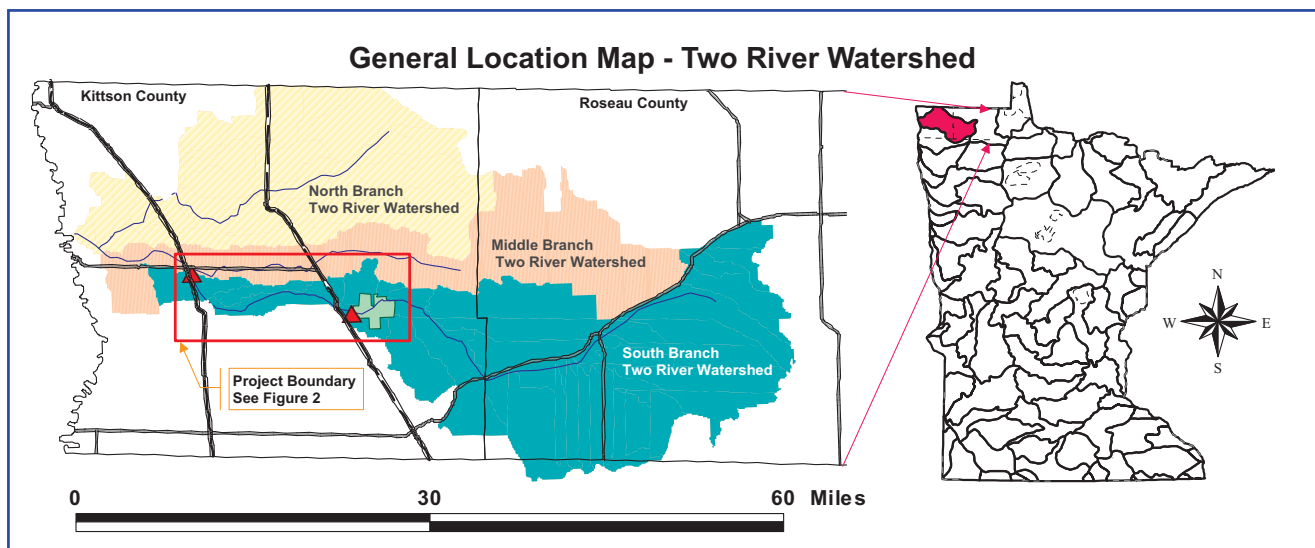 General Location Map - Two River Watershed
Kittson County
Roseau County
North Branch
Two River Watershed
Middle Branch
Two River Watershed
South Branch
Two River Watershed
Project Boundary
See Figure 2
N
W
E
S
0
30
60 Miles